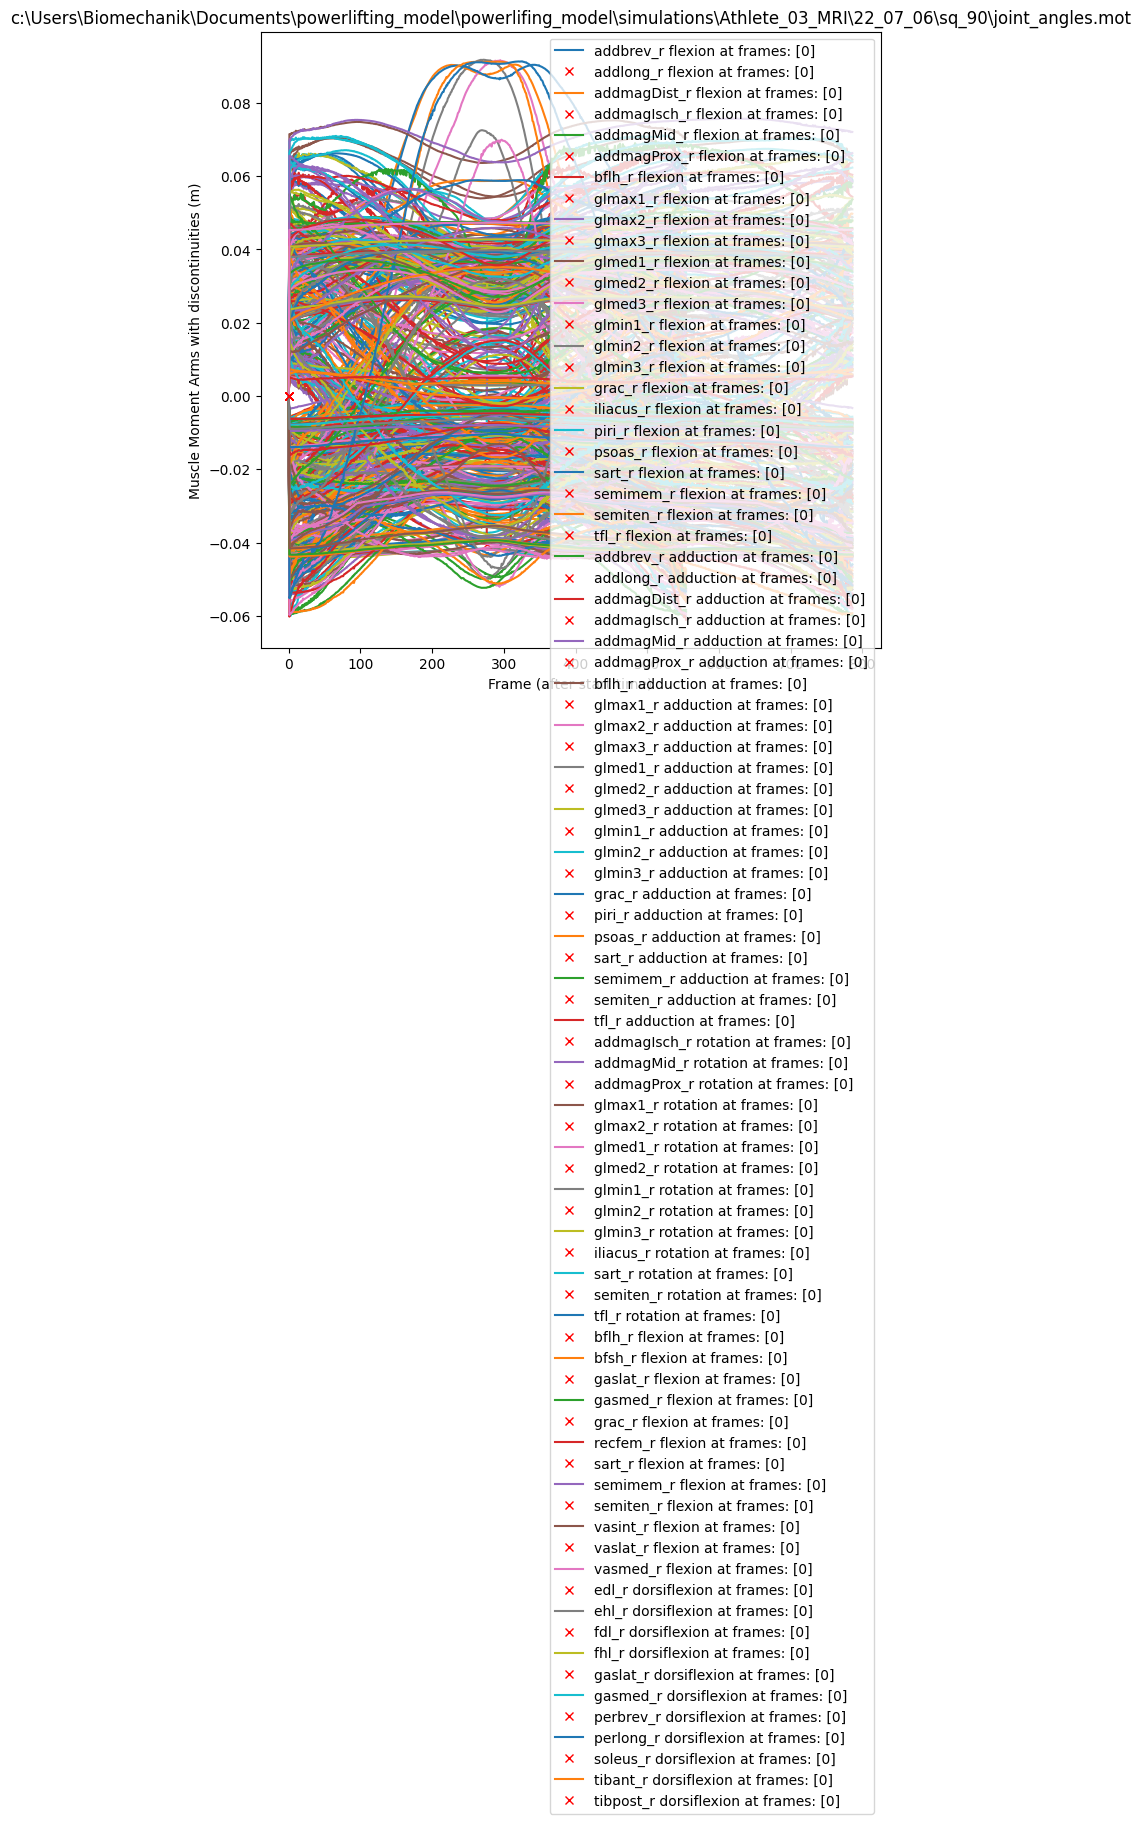 c:\Users\Biomechanik\Documents\powerlifting_model\powerlifing_model\simulations\Athlete_03_MRI\22_07_06\sq_90\joint_angles.mot
addbrev_r flexion at frames: [0]
addlong_r flexion at frames: [0]
addmagDist_r flexion at frames: [0]
addmagIsch_r flexion at frames: [0]
addmagMid_r flexion at frames: [0]
addmagProx_r flexion at frames: [0]
bflh_r flexion at frames: [0]
glmax1_r flexion at frames: [0]
glmax2_r flexion at frames: [0]
glmax3_r flexion at frames: [0]
glmed1_r flexion at frames: [0]
glmed2_r flexion at frames: [0]
glmed3_r flexion at frames: [0]
glmin1_r flexion at frames: [0]
glmin2_r flexion at frames: [0]
glmin3_r flexion at frames: [0]
grac_r flexion at frames: [0]
iliacus_r flexion at frames: [0]
piri_r flexion at frames: [0]
psoas_r flexion at frames: [0]
sart_r flexion at frames: [0]
semimem_r flexion at frames: [0]
semiten_r flexion at frames: [0]
tfl_r flexion at frames: [0]
addbrev_r adduction at frames: [0]
addlong_r adduction at frames: [0]
addmagDist_r adduction at frames: [0]
addmagIsch_r adduction at frames: [0]
addmagMid_r adduction at frames: [0]
addmagProx_r adduction at frames: [0]
bflh_r adduction at frames: [0]
glmax1_r adduction at frames: [0]
glmax2_r adduction at frames: [0]
glmax3_r adduction at frames: [0]
glmed1_r adduction at frames: [0]
glmed2_r adduction at frames: [0]
glmed3_r adduction at frames: [0]
glmin1_r adduction at frames: [0]
glmin2_r adduction at frames: [0]
glmin3_r adduction at frames: [0]
grac_r adduction at frames: [0]
piri_r adduction at frames: [0]
psoas_r adduction at frames: [0]
sart_r adduction at frames: [0]
semimem_r adduction at frames: [0]
semiten_r adduction at frames: [0]
tfl_r adduction at frames: [0]
addmagIsch_r rotation at frames: [0]
addmagMid_r rotation at frames: [0]
addmagProx_r rotation at frames: [0]
glmax1_r rotation at frames: [0]
glmax2_r rotation at frames: [0]
glmed1_r rotation at frames: [0]
glmed2_r rotation at frames: [0]
glmin1_r rotation at frames: [0]
glmin2_r rotation at frames: [0]
glmin3_r rotation at frames: [0]
iliacus_r rotation at frames: [0]
sart_r rotation at frames: [0]
semiten_r rotation at frames: [0]
tfl_r rotation at frames: [0]
bflh_r flexion at frames: [0]
bfsh_r flexion at frames: [0]
gaslat_r flexion at frames: [0]
gasmed_r flexion at frames: [0]
grac_r flexion at frames: [0]
recfem_r flexion at frames: [0]
sart_r flexion at frames: [0]
semimem_r flexion at frames: [0]
semiten_r flexion at frames: [0]
vasint_r flexion at frames: [0]
vaslat_r flexion at frames: [0]
vasmed_r flexion at frames: [0]
edl_r dorsiflexion at frames: [0]
ehl_r dorsiflexion at frames: [0]
fdl_r dorsiflexion at frames: [0]
fhl_r dorsiflexion at frames: [0]
gaslat_r dorsiflexion at frames: [0]
gasmed_r dorsiflexion at frames: [0]
perbrev_r dorsiflexion at frames: [0]
perlong_r dorsiflexion at frames: [0]
soleus_r dorsiflexion at frames: [0]
tibant_r dorsiflexion at frames: [0]
tibpost_r dorsiflexion at frames: [0]
Muscle Moment Arms with discontinuities (m)
0.08
0.06
0.04
0.02
0.00
−0.02
−0.04
−0.06
0 100 200 300
Frame (after